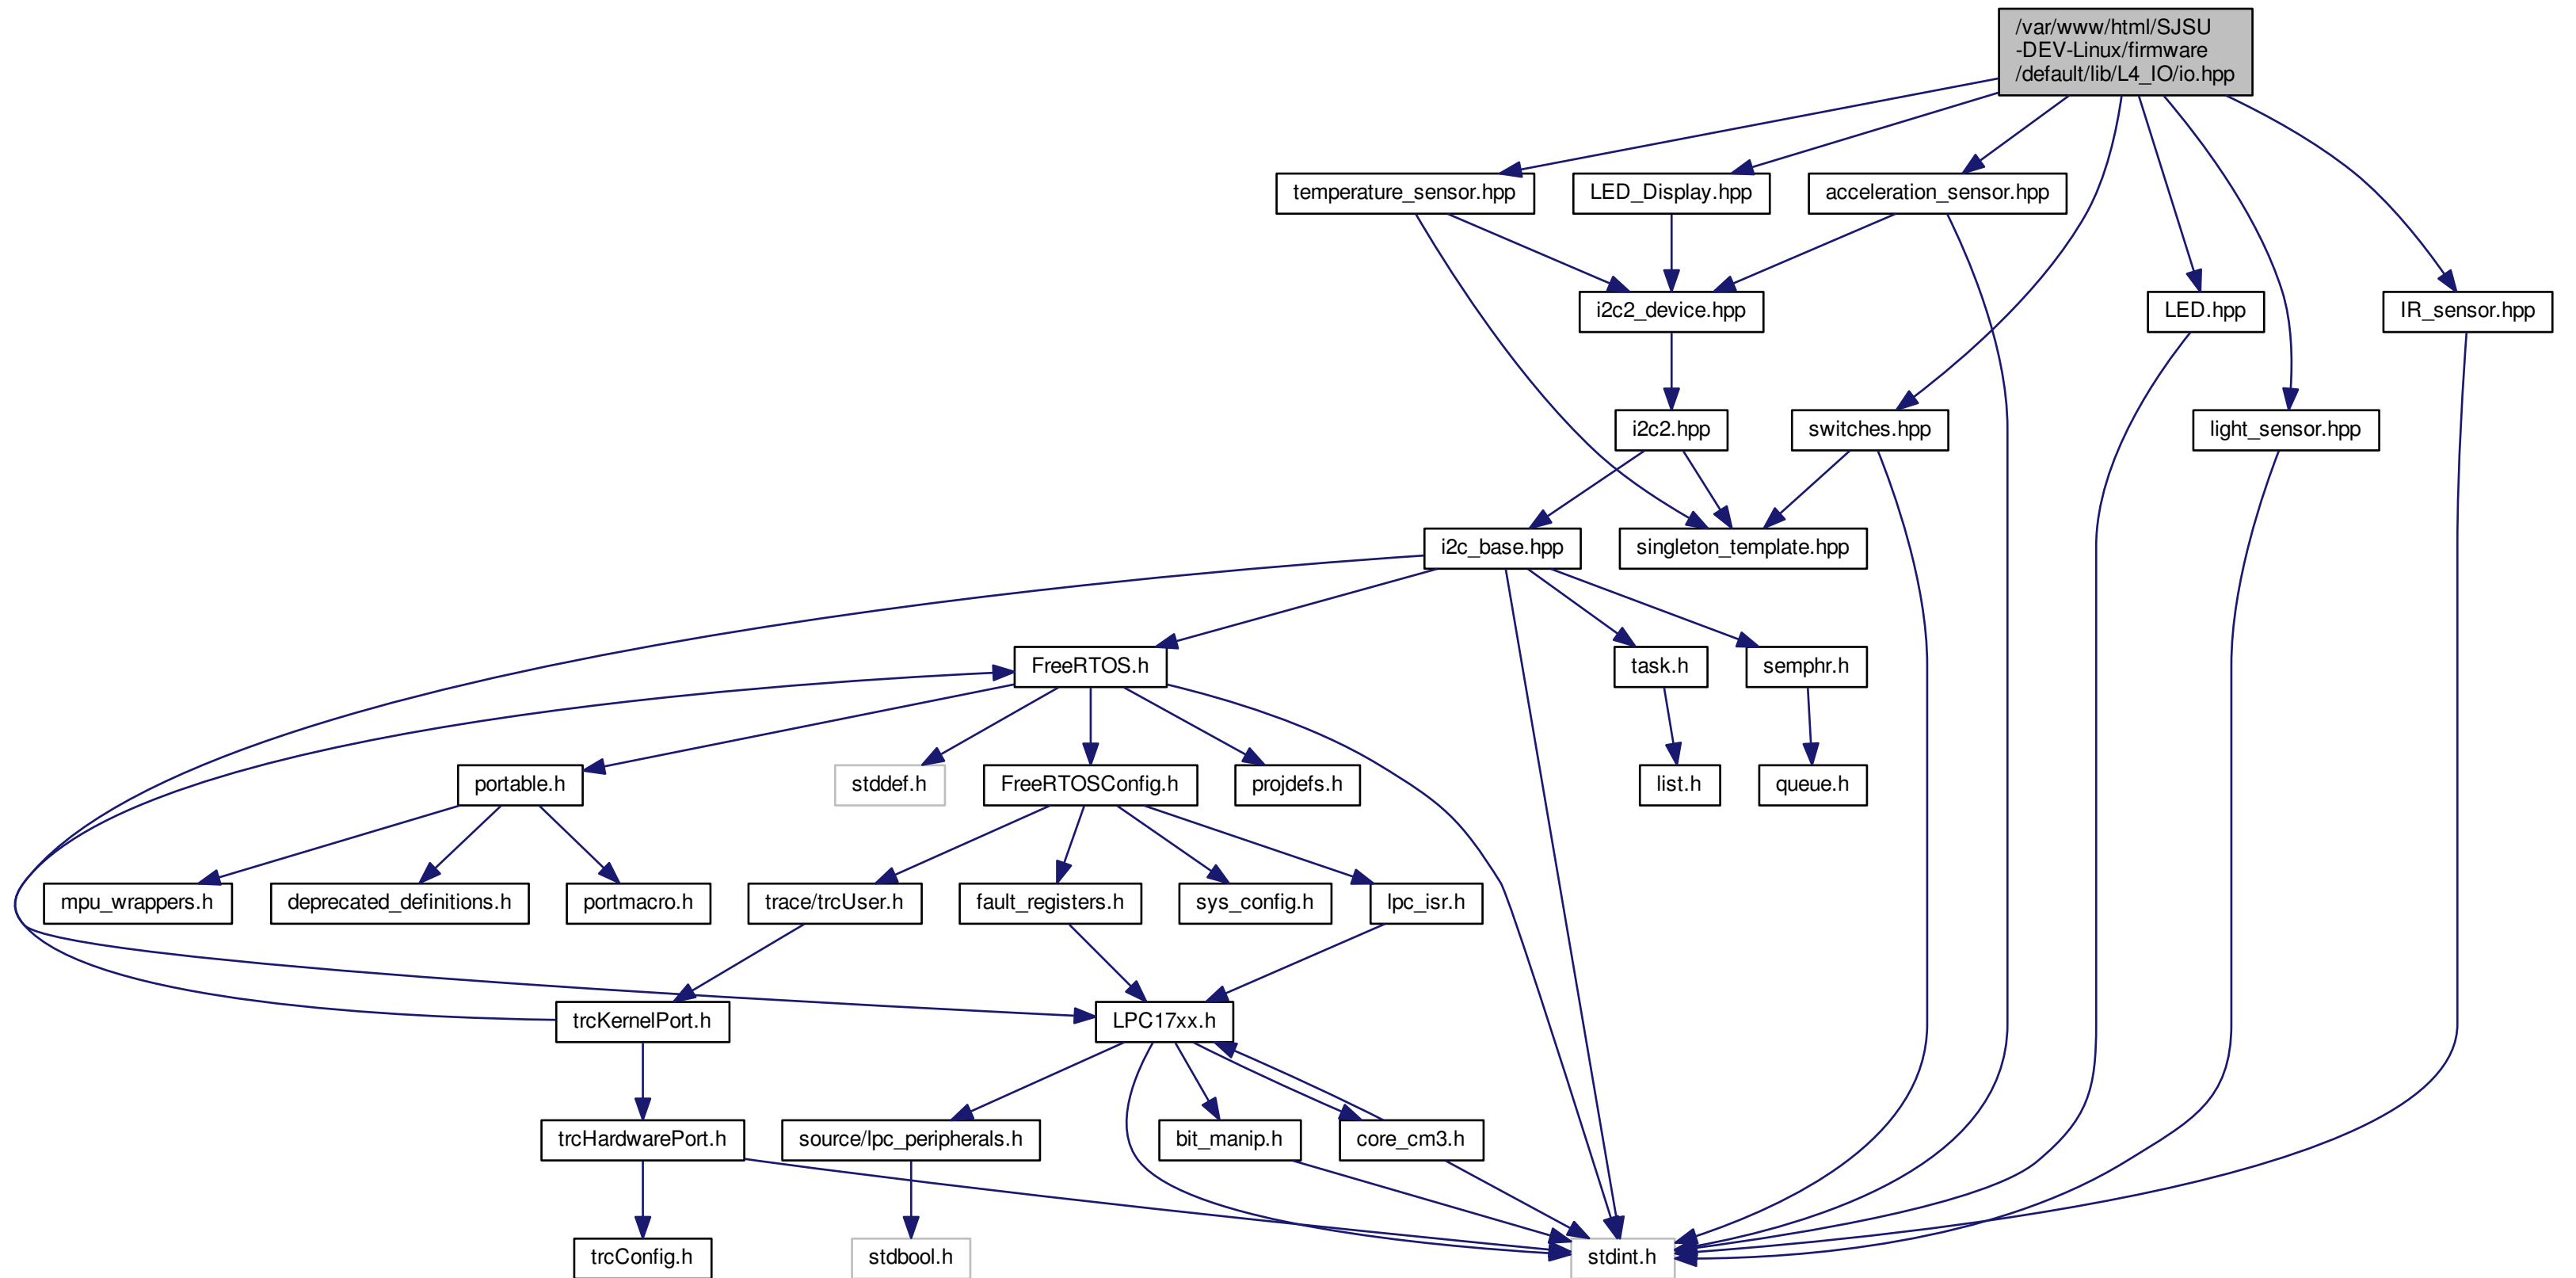 /var/www/html/SJSU
-DEV-Linux/firmware
/default/lib/L4_IO/io.hpp
temperature_sensor.hpp
LED_Display.hpp
acceleration_sensor.hpp
i2c2_device.hpp
LED.hpp
IR_sensor.hpp
i2c2.hpp
switches.hpp
light_sensor.hpp
i2c_base.hpp
singleton_template.hpp
FreeRTOS.h
task.h
semphr.h
portable.h
stddef.h
FreeRTOSConfig.h
projdefs.h
list.h
queue.h
mpu_wrappers.h
deprecated_definitions.h
portmacro.h
trace/trcUser.h
fault_registers.h
sys_config.h
lpc_isr.h
trcKernelPort.h
LPC17xx.h
trcHardwarePort.h
source/lpc_peripherals.h
bit_manip.h
core_cm3.h
trcConfig.h
stdbool.h
stdint.h